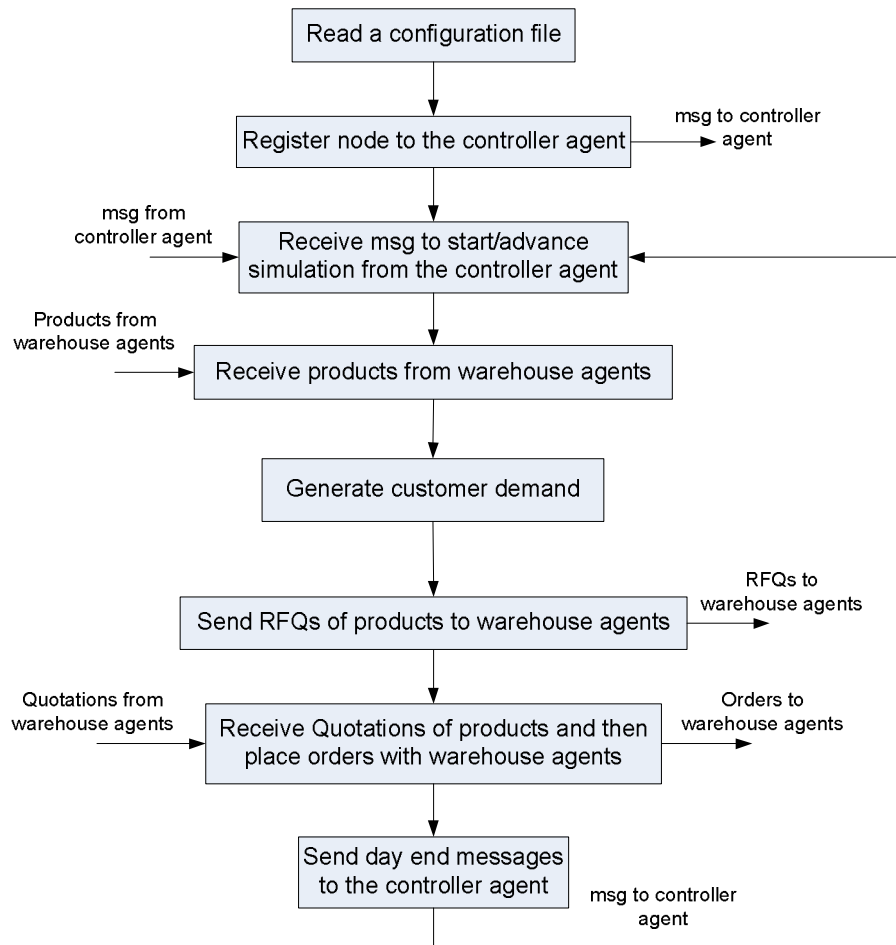 Read a configuration file
Register node to the controller agent
msg to controller
agent
msg from
controller agent
Receive msg to start/advance
simulation from the controller agent
Products from
warehouse agents
Receive products from warehouse agents
Generate customer demand
RFQs to
warehouse agents
Send RFQs of products to warehouse agents
Quotations from
warehouse agents
Receive Quotations of products and then
place orders with warehouse agents
Orders to
warehouse agents
Send day end messages
to the controller agent
msg to controller
agent